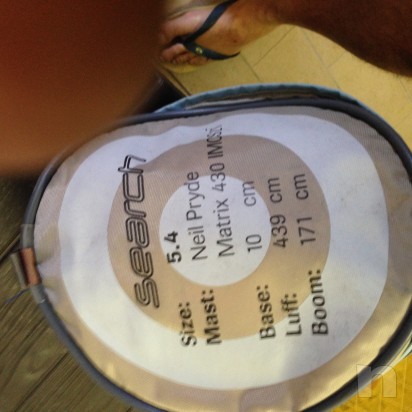 search
Size: 5.4
Mast: Neil Pryde
Matrix 430 IMCS
Base: 10 cm
Luff: 439 cm
Boom: 171 cm
n